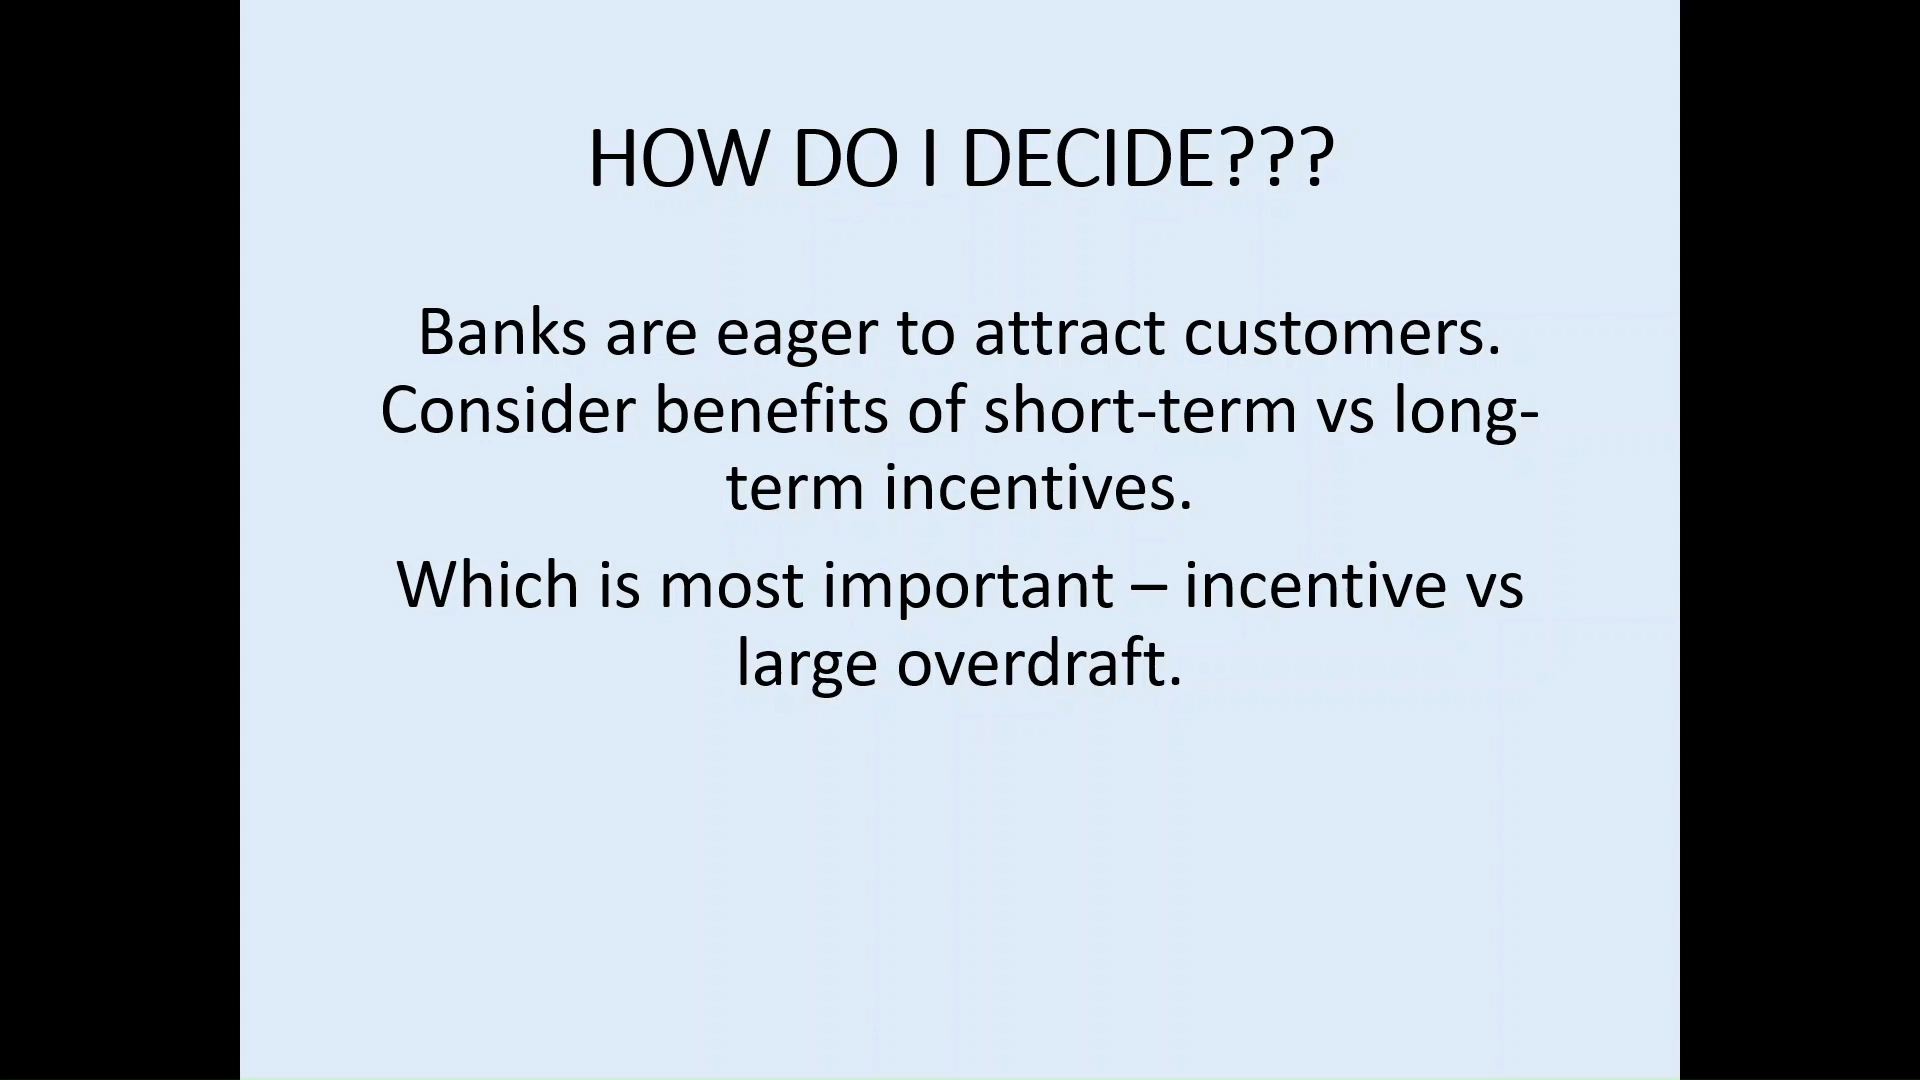 HOW DO I DECIDE???
Banks are eager to attract customers.
Consider benefits of short-term vs long-
term incentives.
Which is most important – incentive vs
large overdraft.